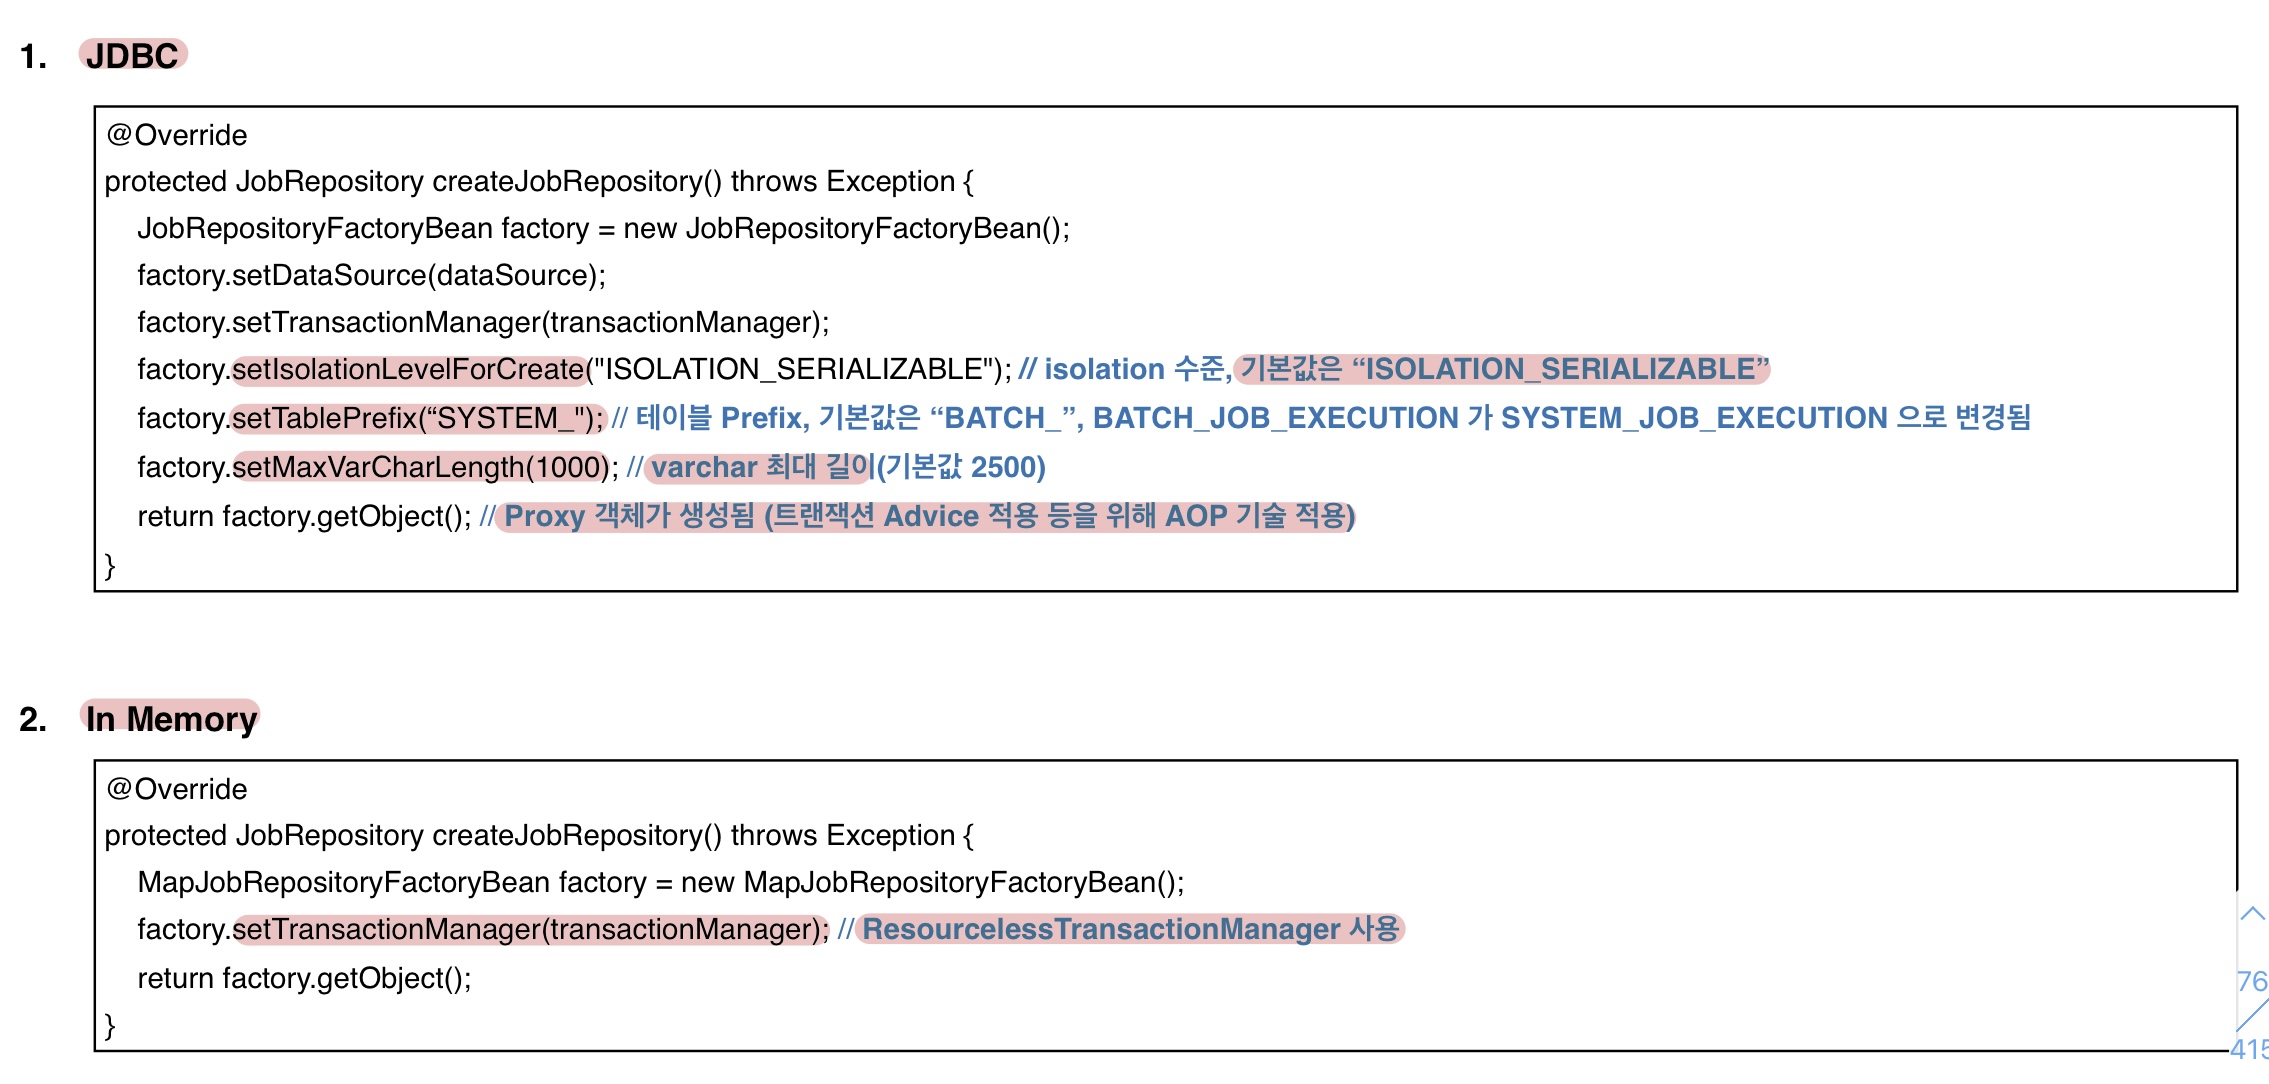 1. JDBC
@Override
protected JobRepository createJobRepository() throws Exception {
JobRepositoryFactoryBean factory = new JobRepositoryFactoryBean();
factory.setDataSource(dataSource);
factory.setTransactionManager(transactionManager);
factory.setIsolationLevelForCreate("ISOLATION_SERIALIZABLE"); // isolation 수준, 기본값은 “ISOLATION_SERIALIZABLE”
factory.setTablePrefix(“SYSTEM_"); // 테이블 Prefix, 기본값은 “BATCH_”, BATCH_JOB_EXECUTION 가 SYSTEM_JOB_EXECUTION 으로 변경됨
factory.setMaxVarCharLength(1000); // varchar 최대 길이(기본값 2500)
return factory.getObject(); // Proxy 객체가 생성됨 (트랜잭션 Advice 적용 등을 위해 AOP 기술 적용)
}
2. In Memory
@Override
protected JobRepository createJobRepository() throws Exception {
MapJobRepositoryFactoryBean factory = new MapJobRepositoryFactoryBean();
factory.setTransactionManager(transactionManager); // ResourcelessTransactionManager 사용
return factory.getObject();
}
76
415